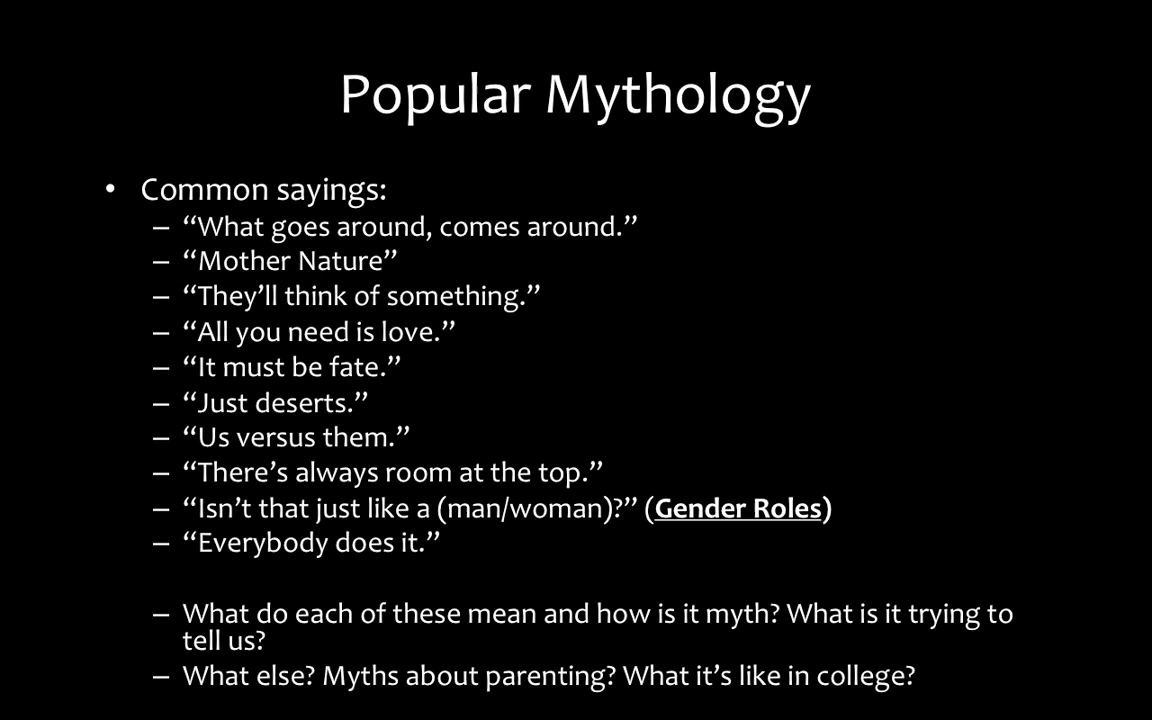 Popular Mythology
• Common sayings:
– “What goes around, comes around.”
– “Mother Nature”
– “They’ll think of something.”
– “All you need is love.”
– “It must be fate.”
– “Just deserts.”
– “Us versus them.”
– “There’s always room at the top.”
– “Isn’t that just like a (man/woman)?” (Gender Roles)
– “Everybody does it.”
– What do each of these mean and how is it myth? What is it trying to
tell us?
– What else? Myths about parenting? What it’s like in college?